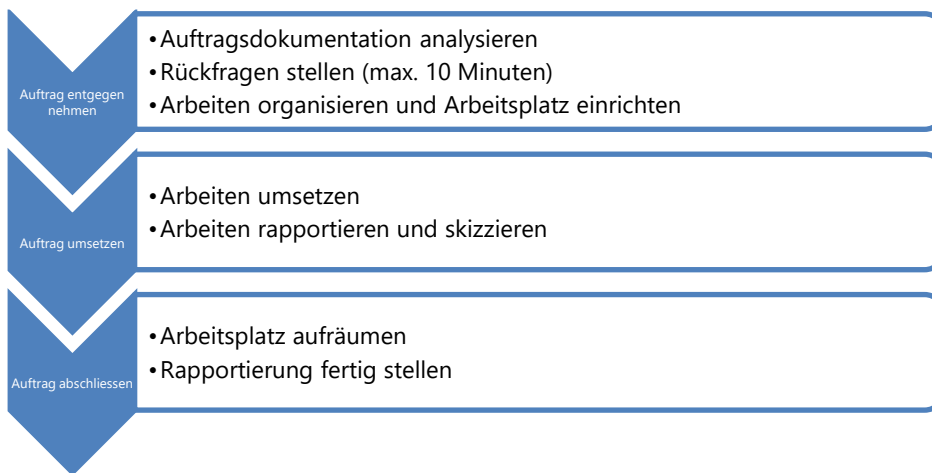 Auftrag entgegen
nehmen
•Auftragsdokumentation analysieren
•Rückfragen stellen (max. 10 Minuten)
•Arbeiten organisieren und Arbeitsplatz einrichten
Auftrag umsetzen
•Arbeiten umsetzen
•Arbeiten rapportieren und skizzieren
Auftrag abschliessen
•Arbeitsplatz aufräumen
•Rapportierung fertig stellen